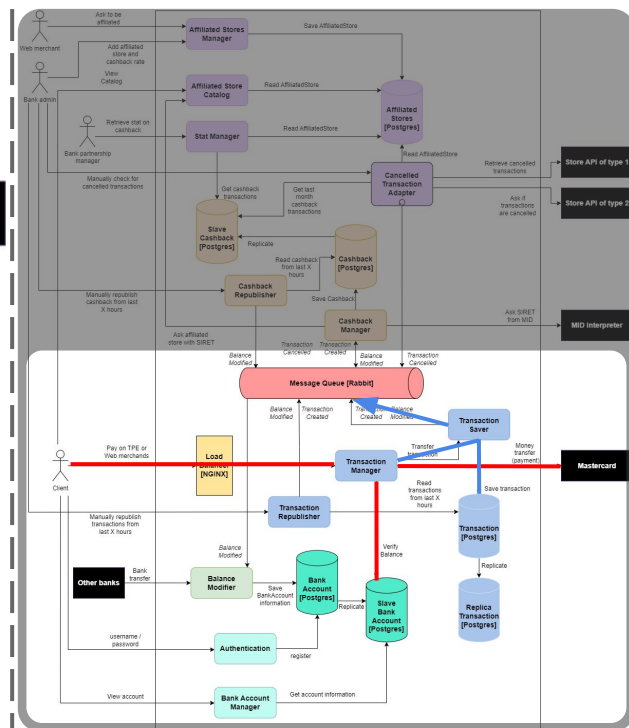 Ask to be
affiliated
Web merchant
Affiliated Stores
Manager
Save AffiliatedStore
Add affiliated
store and
cashback rate
View
Catalog
Bank admin
Affiliated Store
Catalog
Read AffiliatedStore
Affiliated
Stores
[Postgres]
Retrieve stat on
cashback
Stat Manager
Read AffiliatedStore
Bank partnership
manager
Read AffiliatedStore
Retrieve cancelled
transactions
Store API of type 1
Manually check for
cancelled transactions
Get cashback
transactions
Get last
month
cashback
transactions
Cancelled
Transaction
Adapter
Ask if
transactions
are cancelled
Store API of type 2
Slave
Cashback
[Postgres]
Replicate
Cashback
[Postgres]
Read cashback
from last X
hours
Manually republish
cashback from last
X hours
Cashback
Republisher
Save Cashback
Cashback
Manager
Ask SIRET
from MID
MID Interpreter
Ask affiliated
store with SIRET
Balance
Modified
Transaction
Cancelled
Transaction
Created
Balance
Modified
Transaction
Cancelled
Message Queue [Rabbit]
Balance
Modified
Transaction
Created
Balance
Modified
Transaction
Saver
Pay on TPE or
Web merchands
Load
[NGINX]
Transaction
Manager
Transfer
Money
transfer
(payment)
Mastercard
Client
Read
transactions from
last X hours
Save transaction
Manually republish
transactions from
last X hours
Transaction
Republisher
Transaction
[Postgres]
Balance
Modified
Verify
Balance
Replicate
Other banks
Bank
transfer
Balance
Modifier
Save
BankAccount
information
Bank
Account
[Postgres]
Replicate
Slave
Bank
Account
[Postgres]
Replica
Transaction
[Postgres]
username /
password
Authentication
register
View account
Bank Account
Manager
Get account information